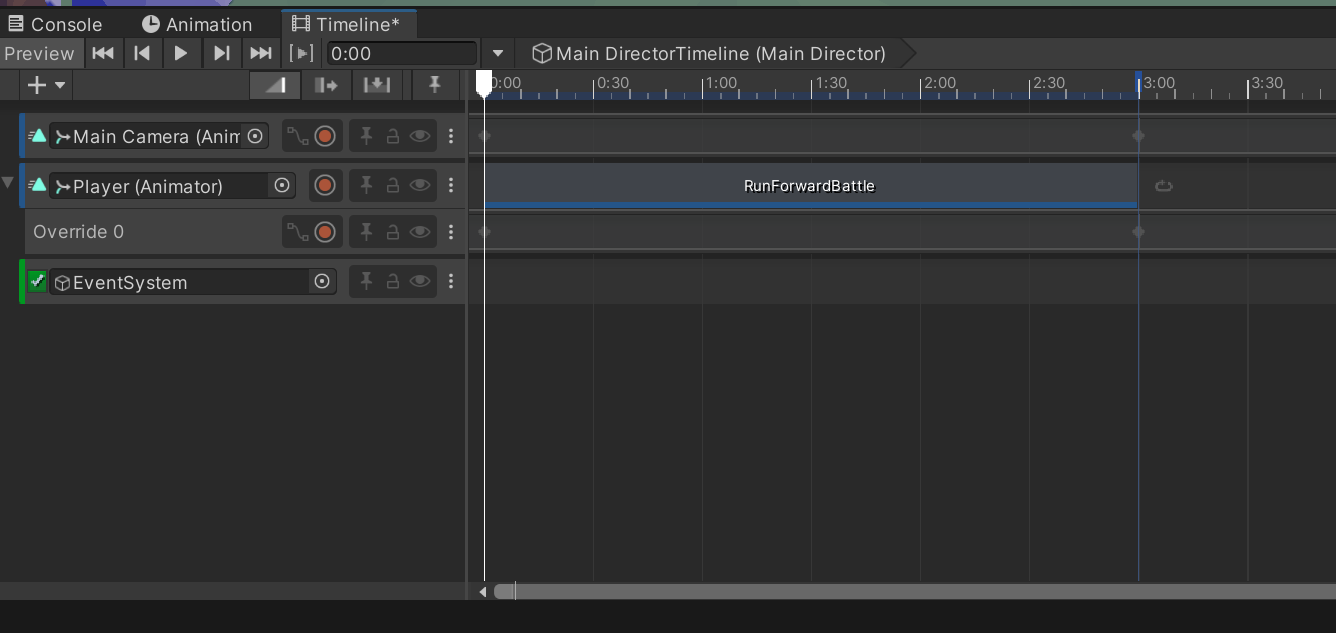 Console Animation Timeline*
Preview 0:00 Main DirectorTimeline (Main Director)
0:00 0:30 1:00 1:30 2:00 2:30 3:00 3:30
Main Camera (Anim
Player (Animator) RunForwardBattle
Override 0
EventSystem